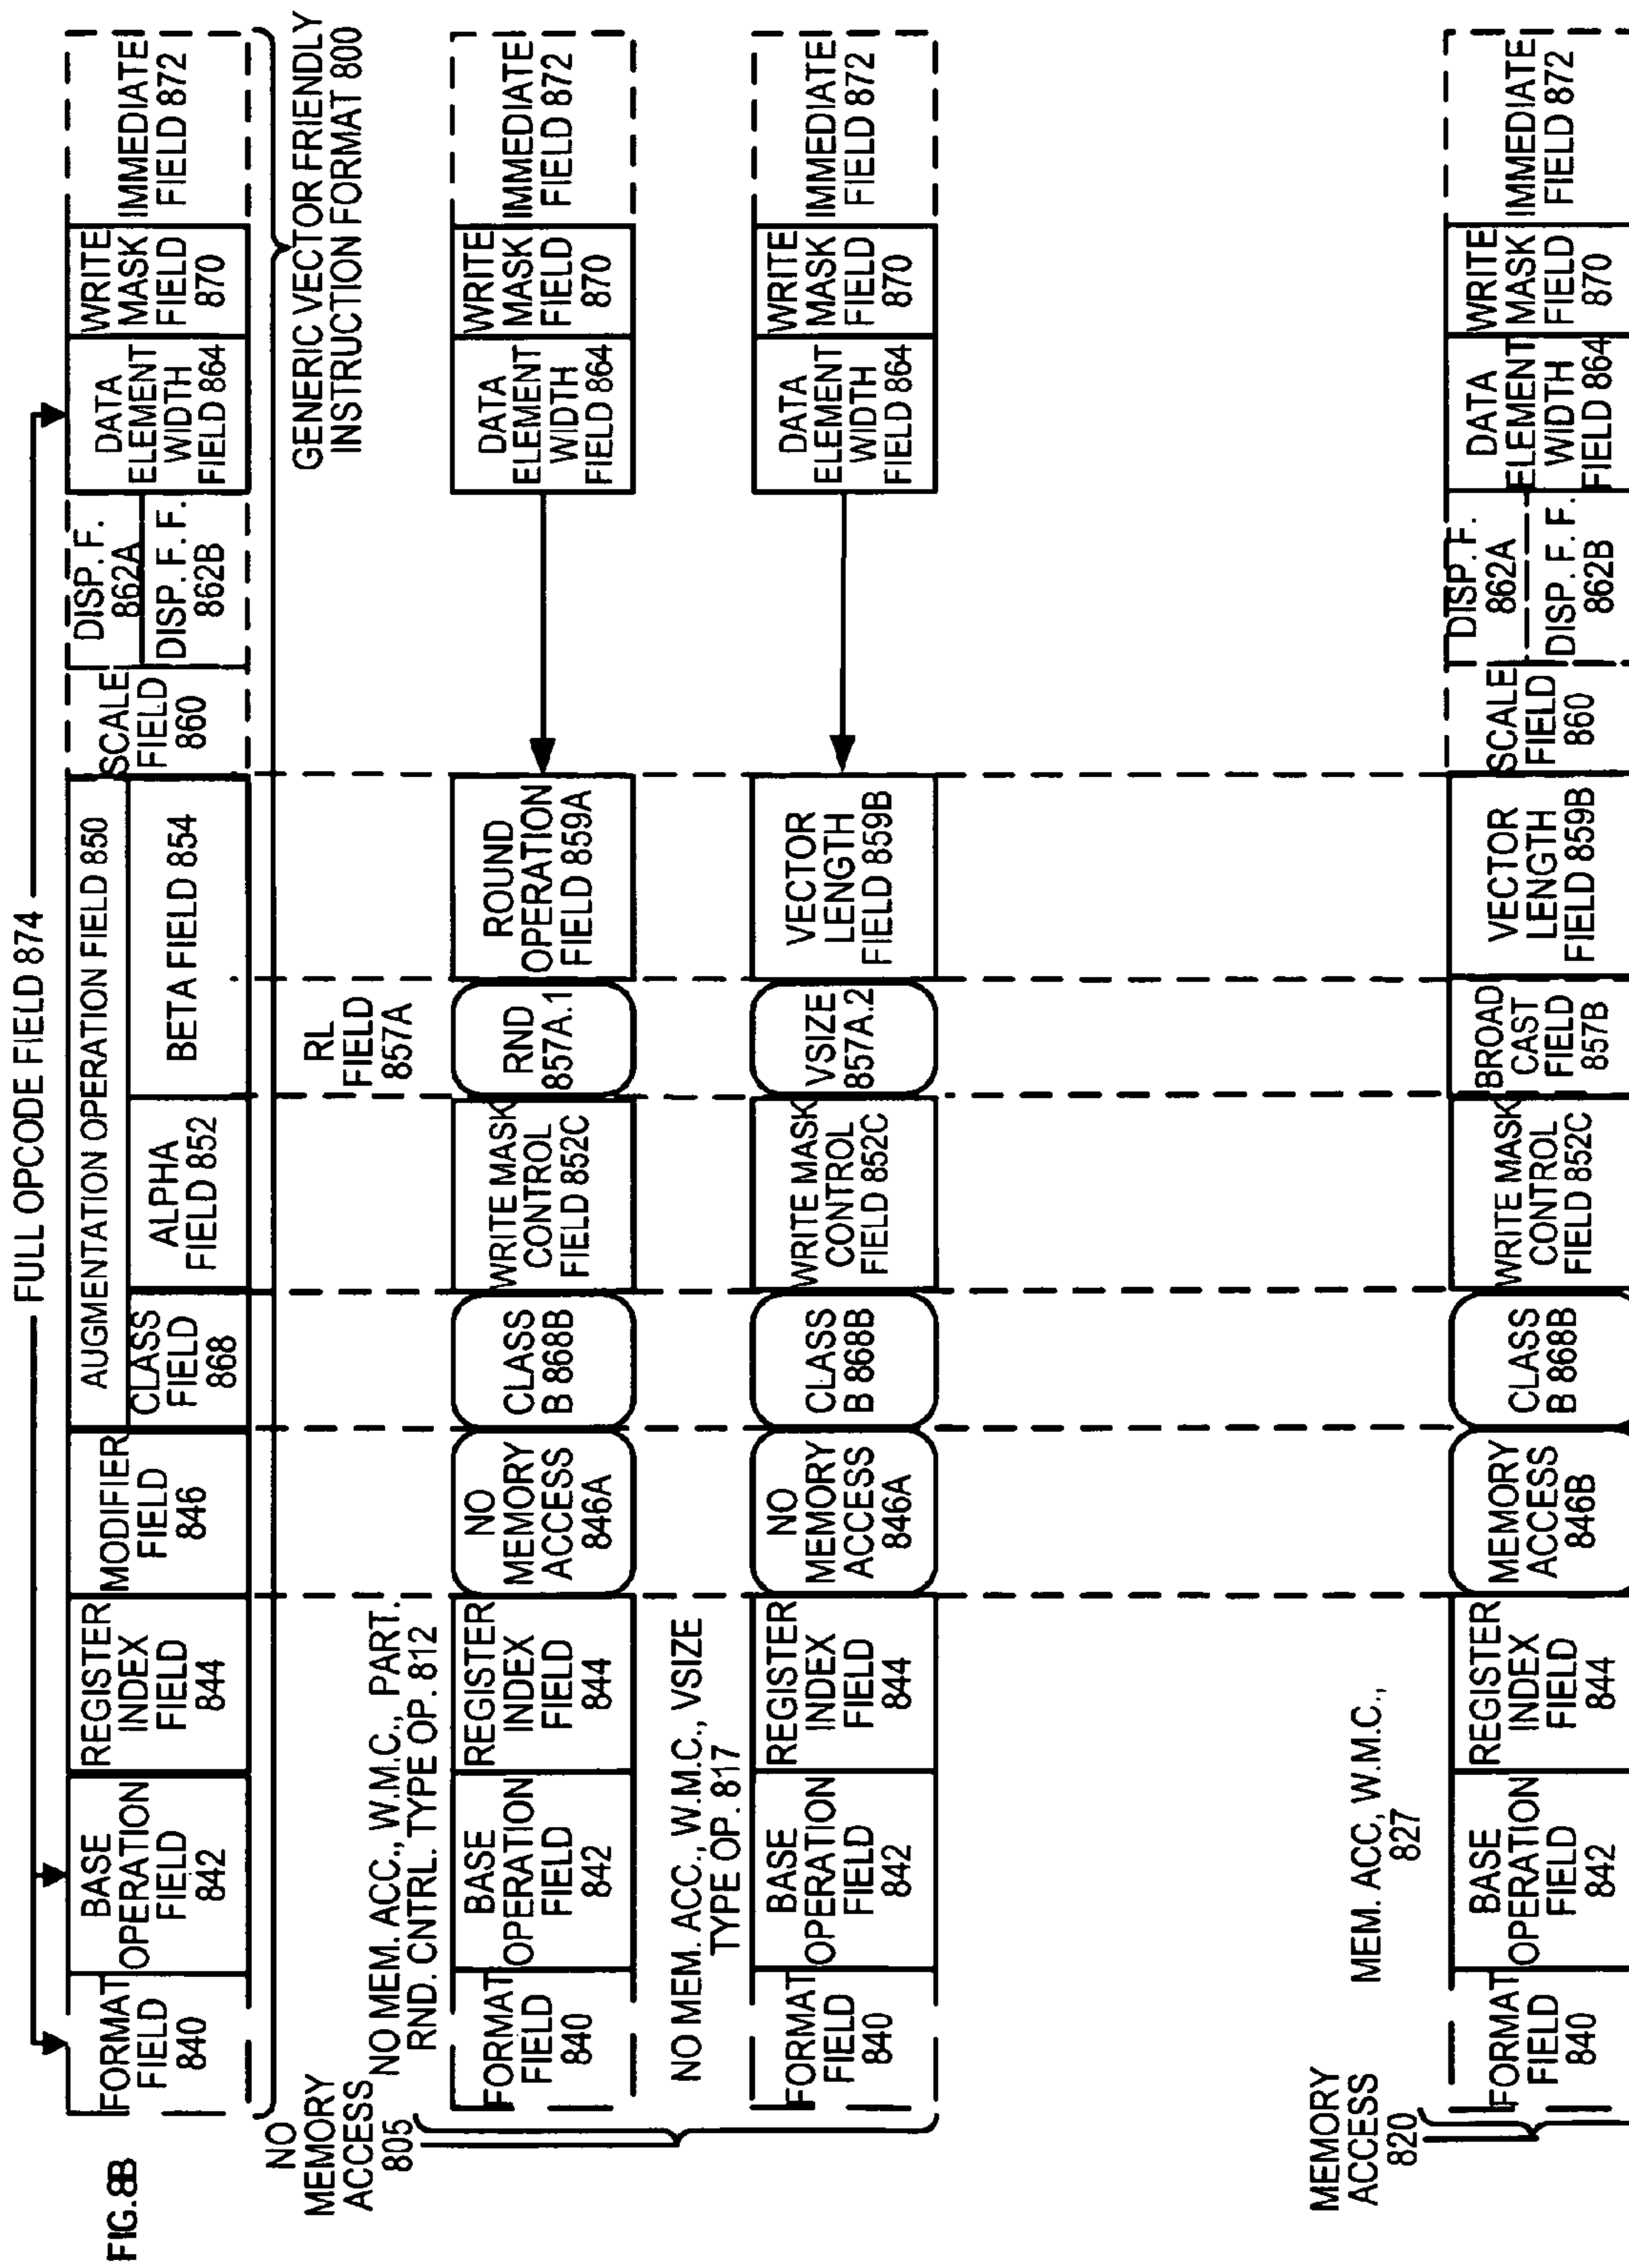 FIG.8B
FULL OPCODE FIELD 874
FORMAT
FIELD
840
BASE
OPERATION
FIELD
842
REGISTER
INDEX
FIELD
844
MODIFIER
FIELD
846
AUGMENTATION OPERATION FIELD 850
CLASS
FIELD
868
ALPHA
FIELD 852
BETA FIELD 854
SCALE
FIELD
860
DISP. F.
862A
DISP. F. F.
862B
DATA
ELEMENT
WIDTH
FIELD 864
WRITE
MASK
FIELD
870
IMMEDIATE
FIELD 872
GENERIC VECTOR FRIENDLY
INSTRUCTION FORMAT 800
NO
MEMORY
ACCESS
805
NO MEM. ACC., W.M.C., PART.
RND. CNTRL. TYPE OP. 812
RL
FIELD
857A
FORMAT
FIELD
840
BASE
OPERATION
FIELD
842
REGISTER
INDEX
FIELD
844
NO
MEMORY
ACCESS
846A
CLASS
B 868B
WRITE MASK
CONTROL
FIELD 852C
RND
857A.1
ROUND
OPERATION
FIELD 859A
DATA
ELEMENT
WIDTH
FIELD 864
WRITE
MASK
FIELD
870
IMMEDIATE
FIELD 872
NO MEM. ACC., W.M.C., VSIZE
TYPE OP. 817
FORMAT
FIELD
840
BASE
OPERATION
FIELD
842
REGISTER
INDEX
FIELD
844
NO
MEMORY
ACCESS
846A
CLASS
B 868B
WRITE MASK
CONTROL
FIELD 852C
VSIZE
857A.2
VECTOR
LENGTH
FIELD 859B
DATA
ELEMENT
WIDTH
FIELD 864
WRITE
MASK
FIELD
870
IMMEDIATE
FIELD 872
MEMORY
ACCESS
820
MEM. ACC, W.M.C.,
827
FORMAT
FIELD
840
BASE
OPERATION
FIELD
842
REGISTER
INDEX
FIELD
844
MEMORY
ACCESS
846B
CLASS
B 868B
WRITE MASK
CONTROL
FIELD 852C
BROAD
CAST
FIELD
857B
VECTOR
LENGTH
FIELD 859B
SCALE
FIELD
860
DISP. F.
862A
DISP. F. F.
862B
DATA
ELEMENT
WIDTH
FIELD 864
WRITE
MASK
FIELD
870
IMMEDIATE
FIELD 872